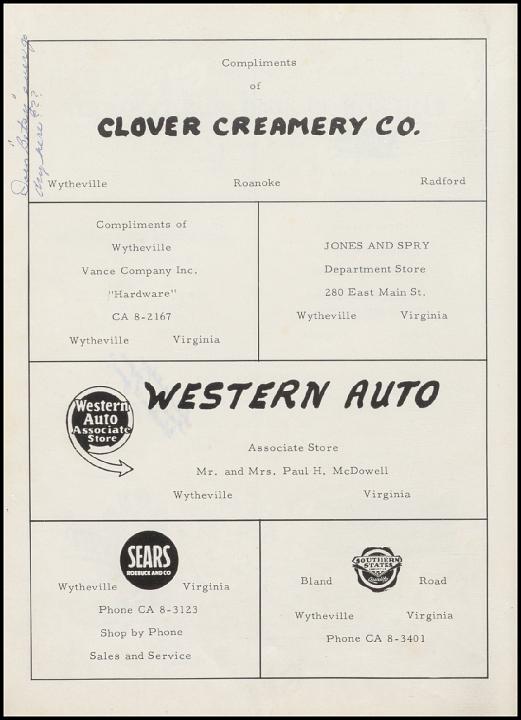 Compliments
of
CLOVER CREAMERY CO.
Wytheville Roanoke Radford
Compliments of
Wytheville
Vance Company Inc.
"Hardware"
CA 8-2167
Wytheville Virginia
JONES AND SPRY
Department Store
280 East Main St.
Wytheville Virginia
Western
Auto
Associate
Store
WESTERN AUTO
Associate Store
Mr. and Mrs. Paul H. McDowell
Wytheville Virginia
SEARS
ROEBUCK AND CO
Wytheville Virginia
Phone CA 8-3123
Shop by Phone
Sales and Service
SOUTHERN
STATES
Quality
Bland Road
Wytheville Virginia
Phone CA 8-3401